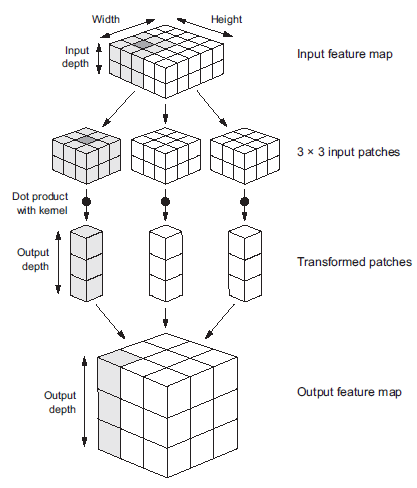 Width
Height
Input
depth
Input feature map
3 × 3 input patches
Dot product
with kernel
Output
depth
Transformed patches
Output
depth
Output feature map